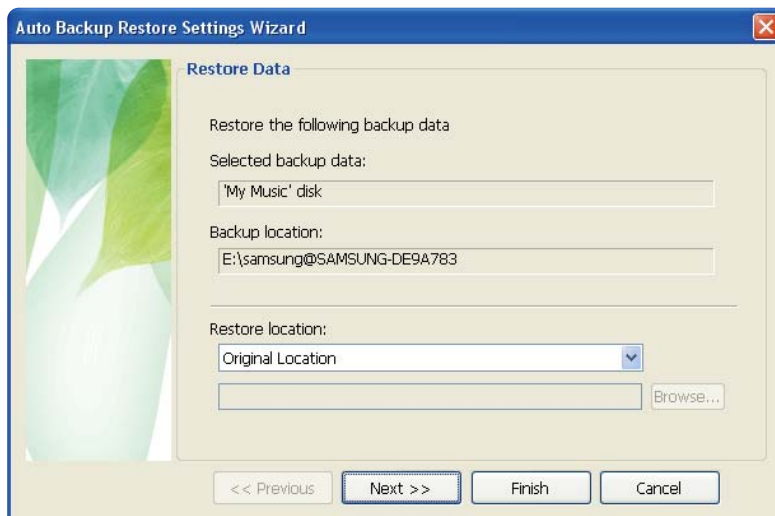 Auto Backup Restore Settings Wizard
Restore Data
Restore the following backup data
Selected backup data:
'My Music' disk
Backup location:
E:\samsung@SAMSUNG-DE9A783
Restore location:
Original Location
Browse...
<< Previous
Next >>
Finish
Cancel